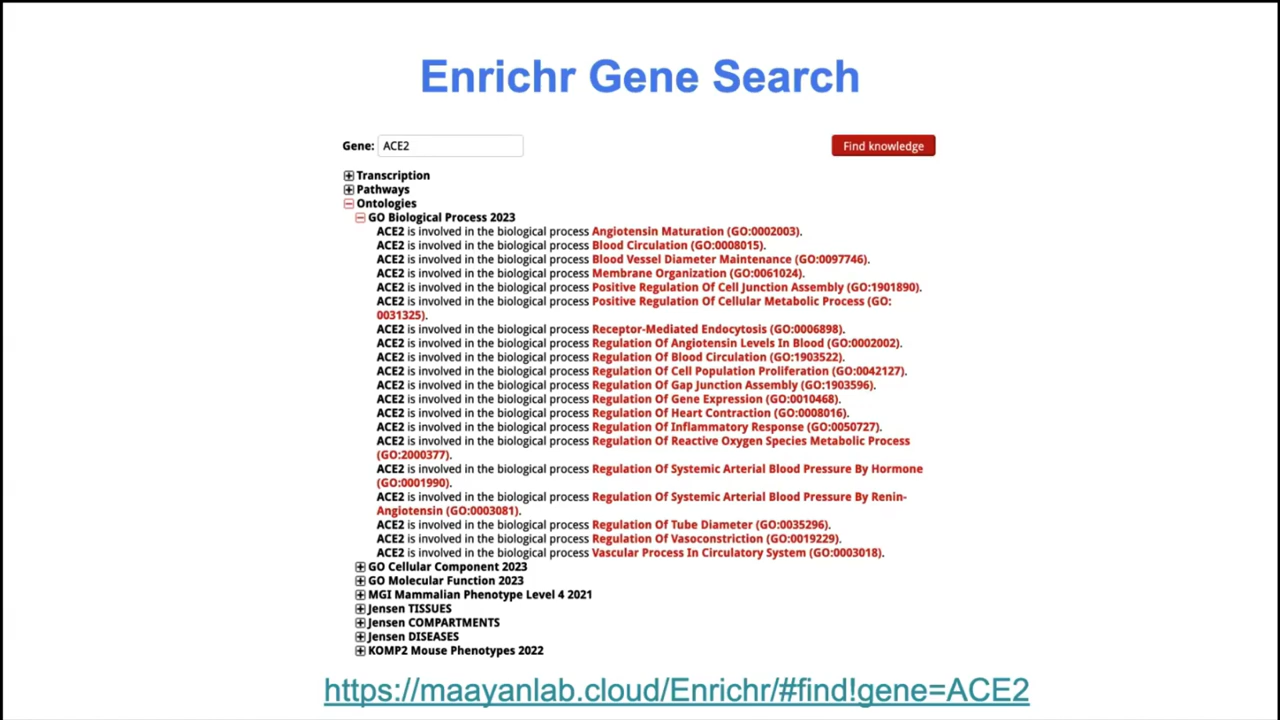 Enrichr Gene Search
Gene: ACE2 Find knowledge
Transcription
Pathways
Ontologies
GO Biological Process 2023
ACE2 is involved in the biological process Angiotensin Maturation (GO:0002003).
ACE2 is involved in the biological process Blood Circulation (GO:0008015).
ACE2 is involved in the biological process Blood Vessel Diameter Maintenance (GO:0097746).
ACE2 is involved in the biological process Membrane Organization (GO:0061024).
ACE2 is involved in the biological process Positive Regulation Of Cell Junction Assembly (GO:1901890).
ACE2 is involved in the biological process Positive Regulation Of Cellular Metabolic Process (GO:
0031325).
ACE2 is involved in the biological process Receptor-Mediated Endocytosis (GO:0006898).
ACE2 is involved in the biological process Regulation Of Angiotensin Levels In Blood (GO:0002002).
ACE2 is involved in the biological process Regulation Of Blood Circulation (GO:1903522).
ACE2 is involved in the biological process Regulation Of Cell Population Proliferation (GO:0042127).
ACE2 is involved in the biological process Regulation Of Gap Junction Assembly (GO:1903596).
ACE2 is involved in the biological process Regulation Of Gene Expression (GO:0010468).
ACE2 is involved in the biological process Regulation Of Heart Contraction (GO:0008016).
ACE2 is involved in the biological process Regulation Of Inflammatory Response (GO:0050727).
ACE2 is involved in the biological process Regulation Of Reactive Oxygen Species Metabolic Process
(GO:2000377).
ACE2 is involved in the biological process Regulation Of Systemic Arterial Blood Pressure By Hormone
(GO:0001990).
ACE2 is involved in the biological process Regulation Of Systemic Arterial Blood Pressure By Renin-
Angiotensin (GO:0003081).
ACE2 is involved in the biological process Regulation Of Tube Diameter (GO:0035296).
ACE2 is involved in the biological process Regulation Of Vasoconstriction (GO:0019229).
ACE2 is involved in the biological process Vascular Process In Circulatory System (GO:0003018).
GO Cellular Component 2023
GO Molecular Function 2023
MGI Mammalian Phenotype Level 4 2021
Jensen TISSUES
Jensen COMPARTMENTS
Jensen DISEASES
KOMP2 Mouse Phenotypes 2022
https://maayanlab.cloud/Enrichr/#find!gene=ACE2